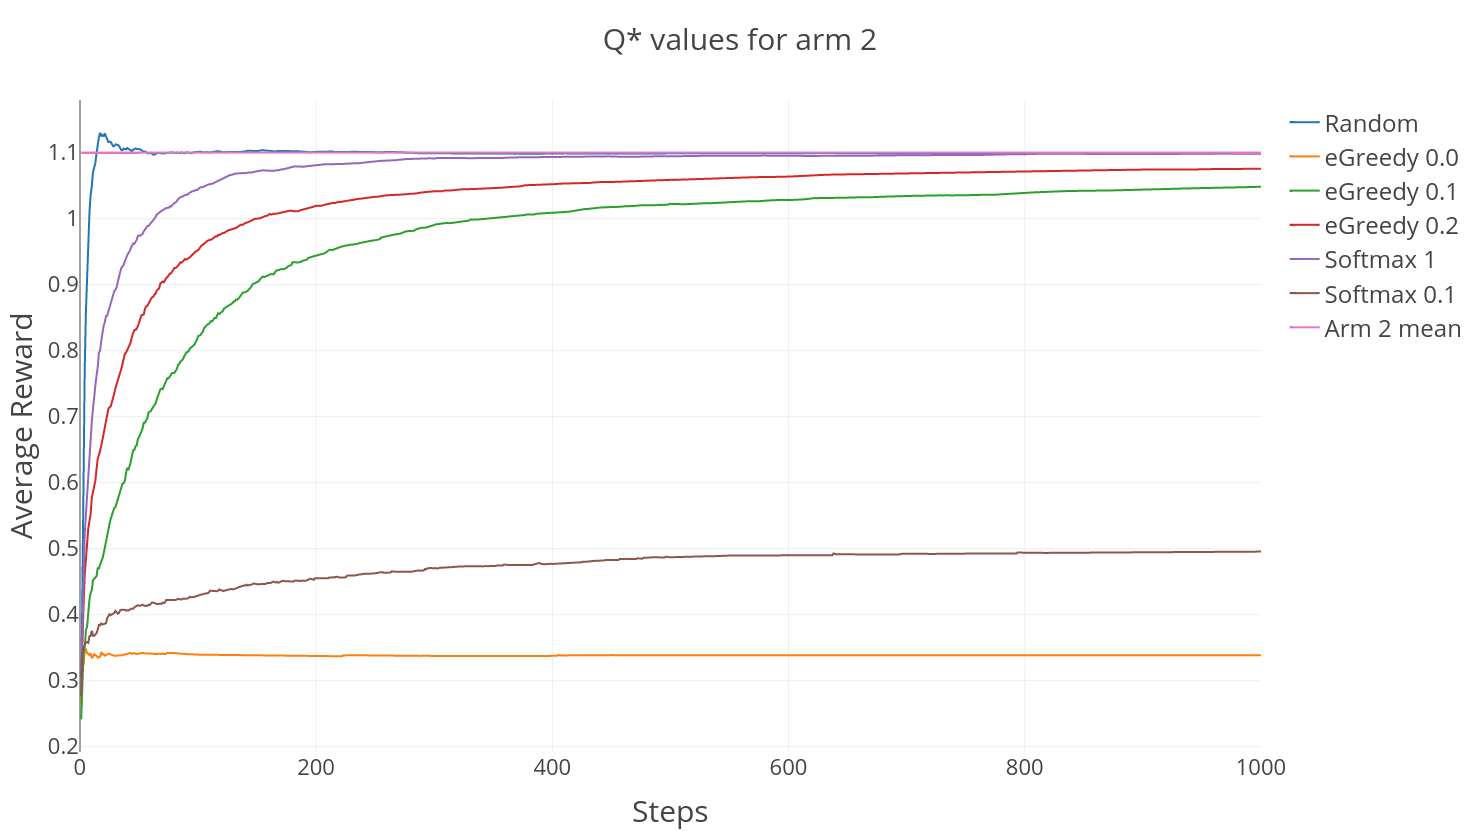 Q* values for arm 2
Average Reward
1.1
1
0.9
0.8
0.7
0.6
0.5
0.4
0.3
0.2
0
200
400
600
800
1000
Steps
Random
eGreedy 0.0
eGreedy 0.1
eGreedy 0.2
Softmax 1
Softmax 0.1
Arm 2 mean